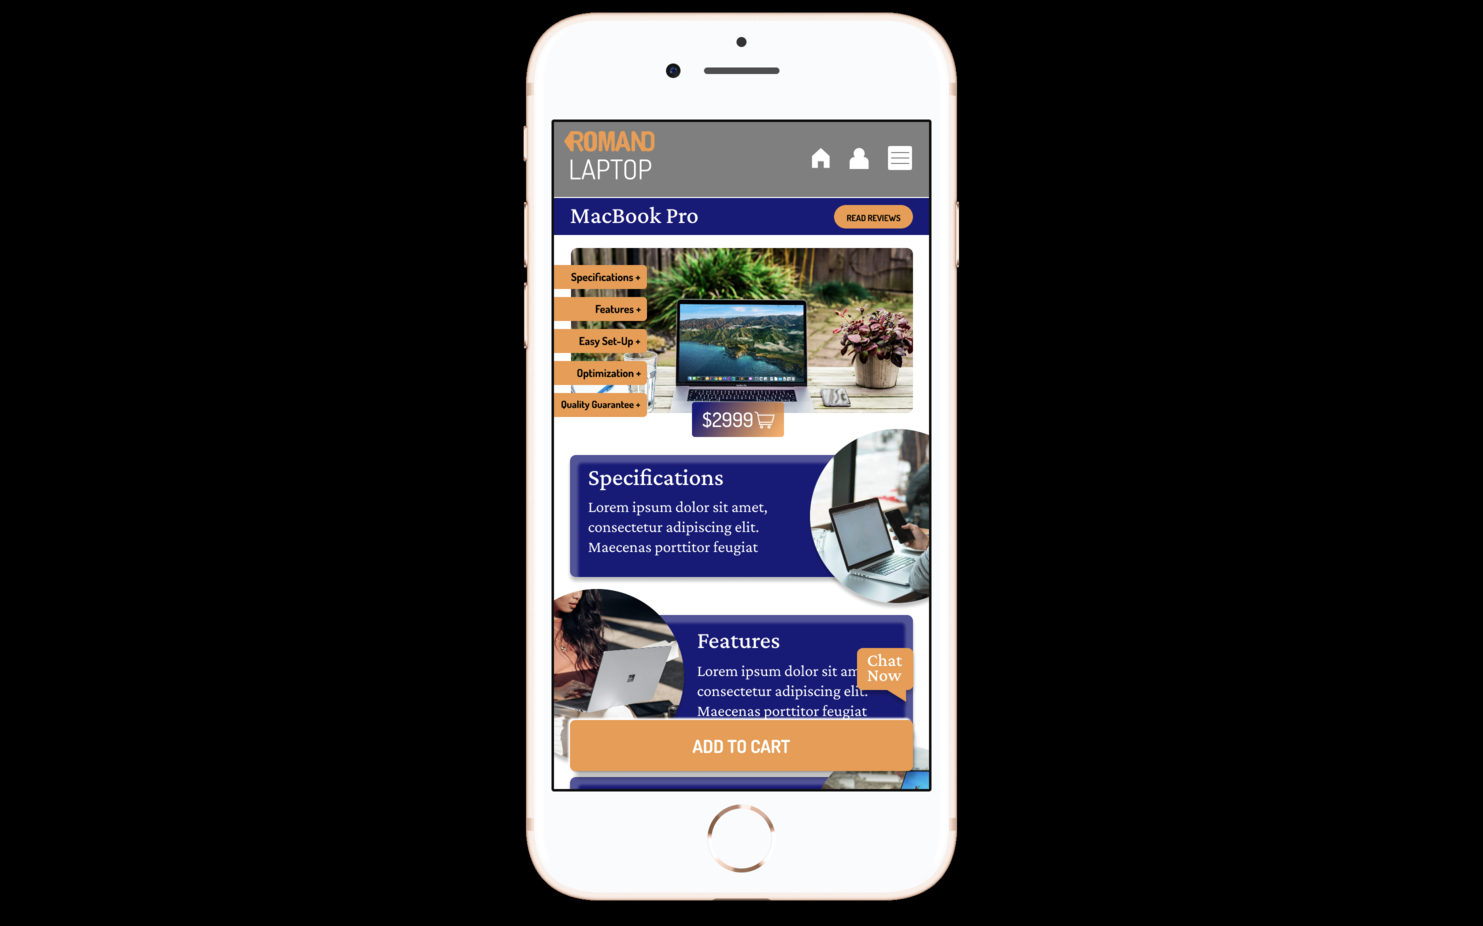 ROMAND
LAPTOP
MacBook Pro
READ REVIEWS
Specifications +
Features +
Easy Set-Up +
Optimization +
Quality Guarantee +
$2999
Specifications
Lorem ipsum dolor sit amet,
consectetur adipiscing elit.
Maecenas porttitor feugiat
Features
Lorem ipsum dolor sit am
consectetur adipiscing elit.
Maecenas porttitor feugiat
Chat
Now
ADD TO CART